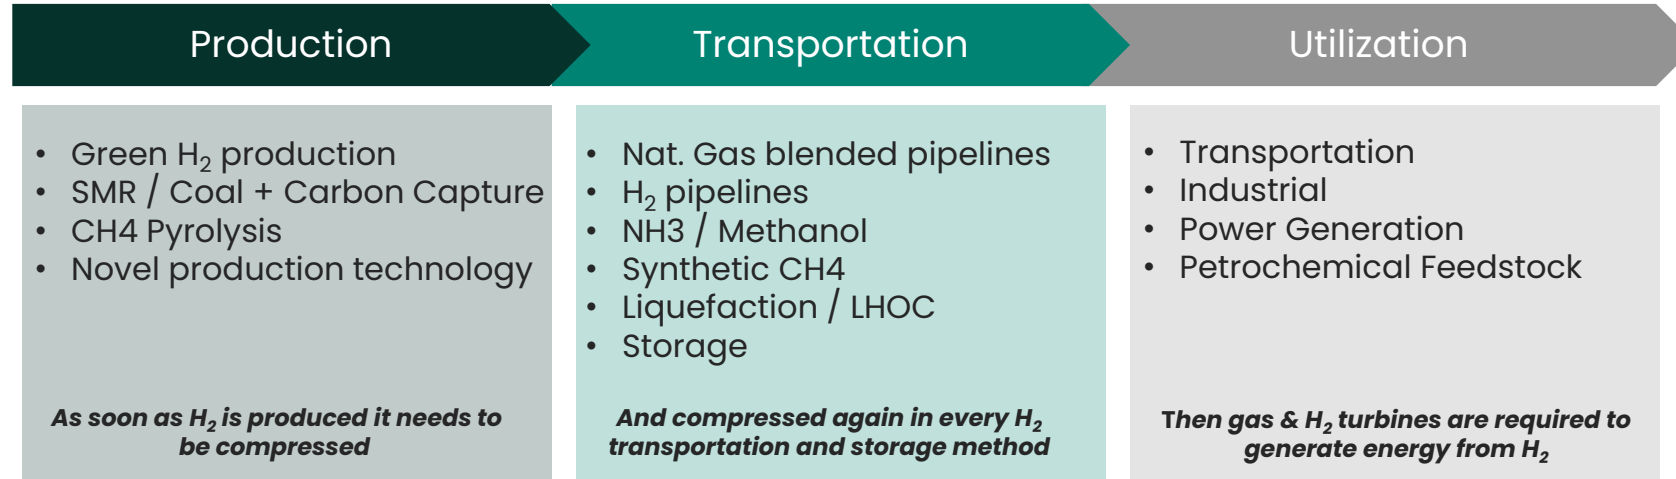 Production
Transportation
Utilization
• Green H₂ production
• SMR / Coal + Carbon Capture
• CH4 Pyrolysis
• Novel production technology
As soon as H₂ is produced it needs to
be compressed
• Nat. Gas blended pipelines
• H₂ pipelines
• NH3 / Methanol
• Synthetic CH4
• Liquefaction / LHOC
• Storage
And compressed again in every H₂
transportation and storage method
• Transportation
• Industrial
• Power Generation
• Petrochemical Feedstock
Then gas & H₂ turbines are required to
generate energy from H₂